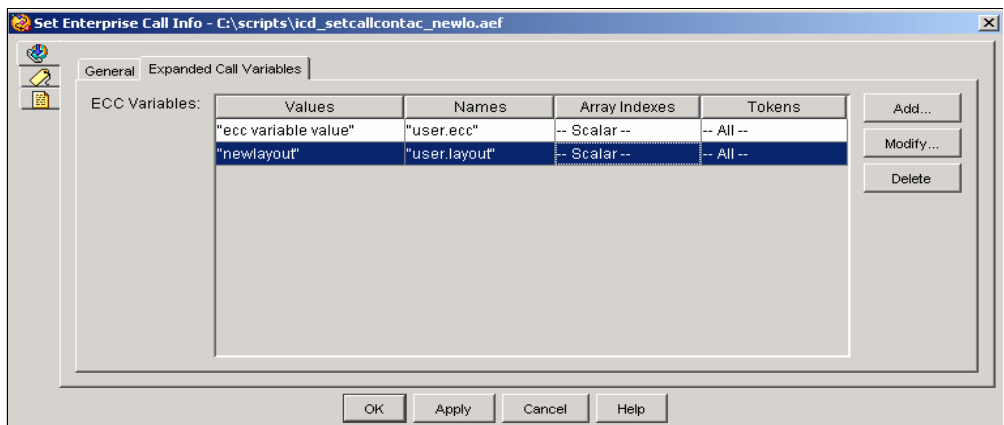 Set Enterprise Call Info - C:\scripts\icd_setcallcontac_newlo.aef
General Expanded Call Variables
ECC Variables:
Values Names Array Indexes Tokens
"ecc variable value" "user.ecc" -- Scalar -- -- All --
"newlayout" "user.layout" -- Scalar -- -- All --
Add...
Modify...
Delete
OK Apply Cancel Help